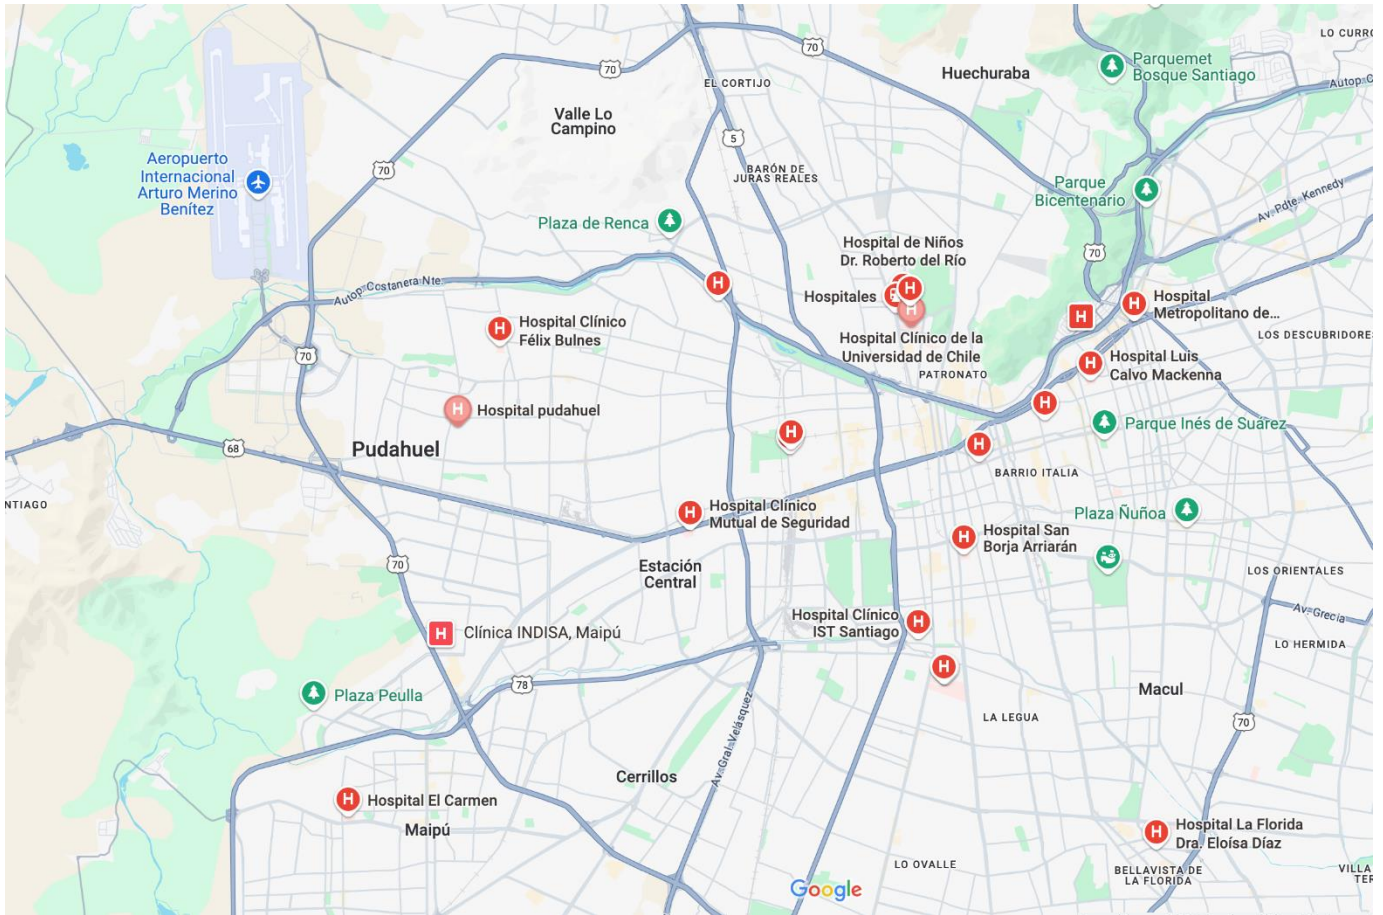 LO CURRO
70
Parquemet
Bosque Santiago
Huechuraba
70
EL CORTIJO
Autop. C
Valle Lo
Campino
5
Aeropuerto
Internacional
Arturo Merino
Benítez
70
BARÓN DE
JURAS REALES
Parque
Bicentenário
Av. Pdte. Kennedy
Plaza de Renca
Hospital de Niños
Dr. Roberto del Río
70
Autop. Costanera Nte.
H
Hospitales
H
H
H
Hospital
Metropolitano de...
H
H
Hospital Clínico
Félix Bulnes
Hospital Clínico de la
Universidad de Chile
LOS DESCUBRIDORES
70
PATRONATO
H
Hospital Luis
Calvo Mackenna
H
Hospital pudahuel
H
Parque Inés de Suárez
68
Pudahuel
H
H
BARRIO ITALIA
NTIAGO
H
Hospital Clínico
Mutual de Seguridad
Plaza Ñuñoa
H
Hospital San
Borja Arriarán
70
Estación
Central
LOS ORIENTALES
Av. Grecia
H
Clínica INDISA, Maipú
Hospital Clínico
IST Santiago
H
LO HERMIDA
H
78
Plaza Peulla
Macul
LA LEGUA
70
Av. Gral. Velásquez
Cerrillos
H
Hospital El Carmen
Maipú
H
Hospital La Florida
Dra. Eloísa Díaz
LO OVALLE
BELLAVISTA DE
LA FLORIDA
VILLA
TER
Google